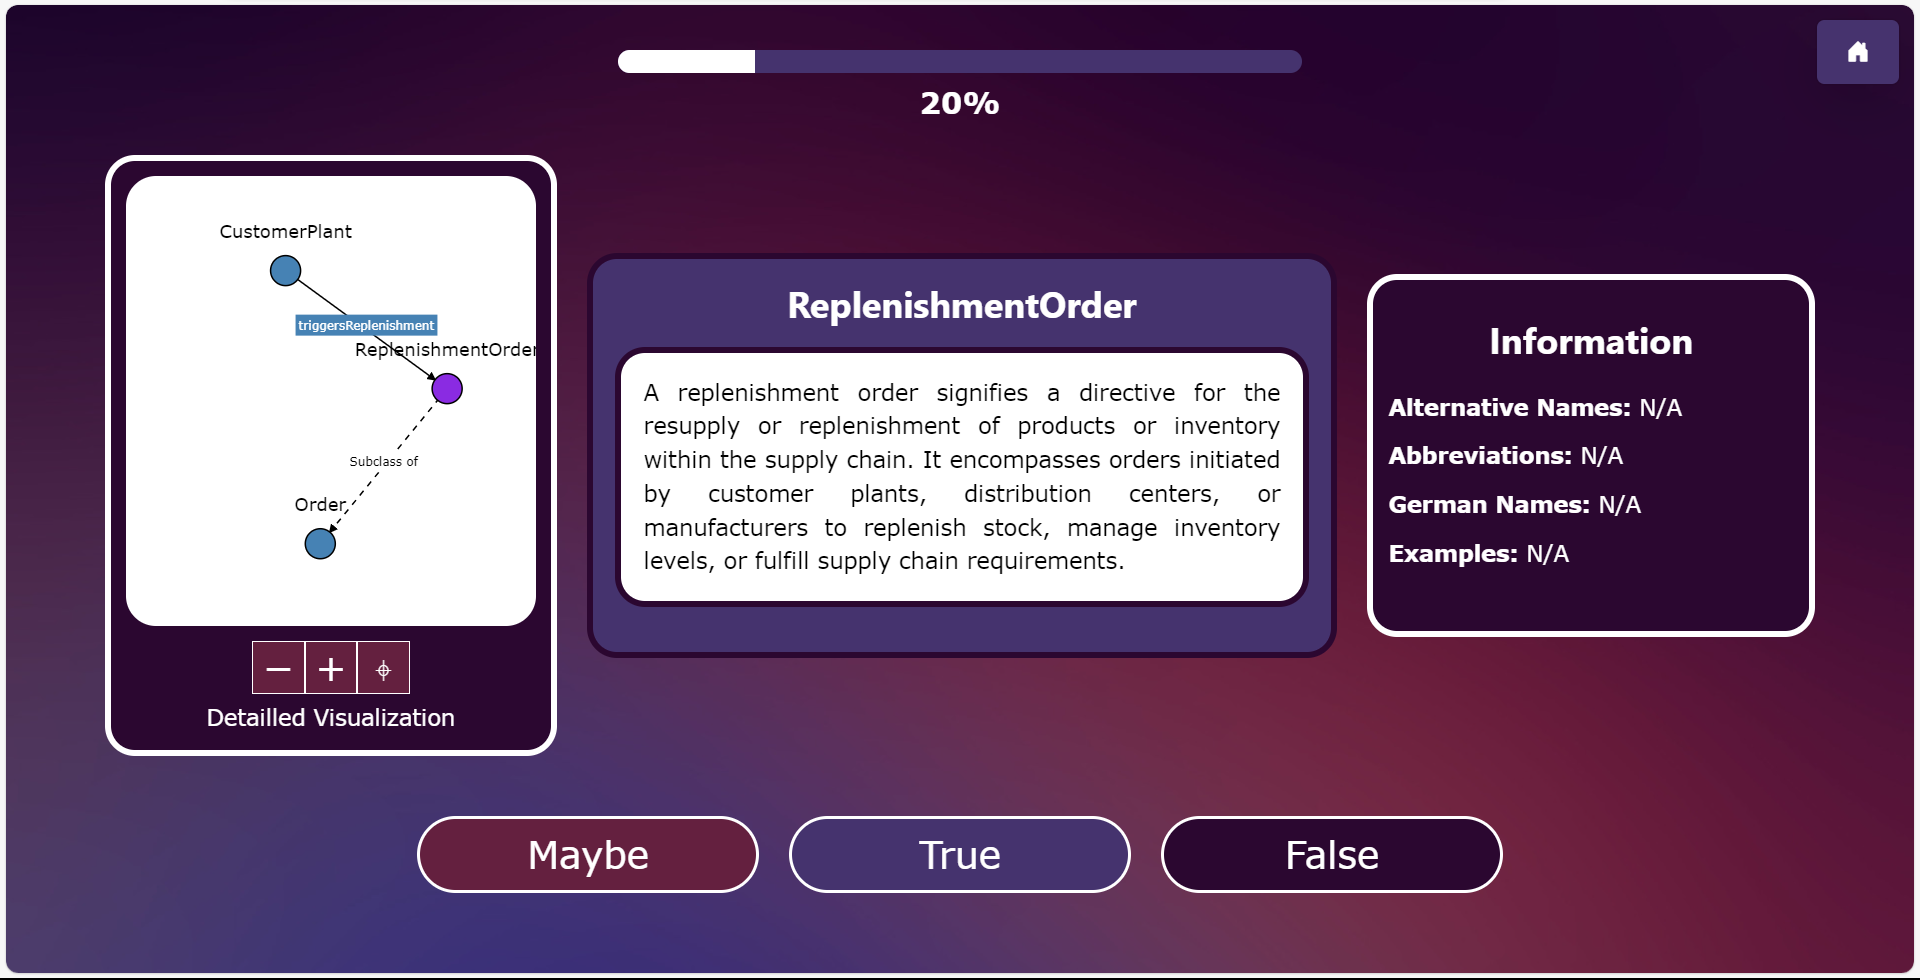 20%
CustomerPlant
triggersReplenishment
ReplenishmentOrder
Subclass of
Order
Detailled Visualization
ReplenishmentOrder
A replenishment order signifies a directive for the
resupply or replenishment of products or inventory
within the supply chain. It encompasses orders initiated
by customer plants, distribution centers, or
manufacturers to replenish stock, manage inventory
levels, or fulfill supply chain requirements.
Information
Alternative Names: N/A
Abbreviations: N/A
German Names: N/A
Examples: N/A
Maybe
True
False